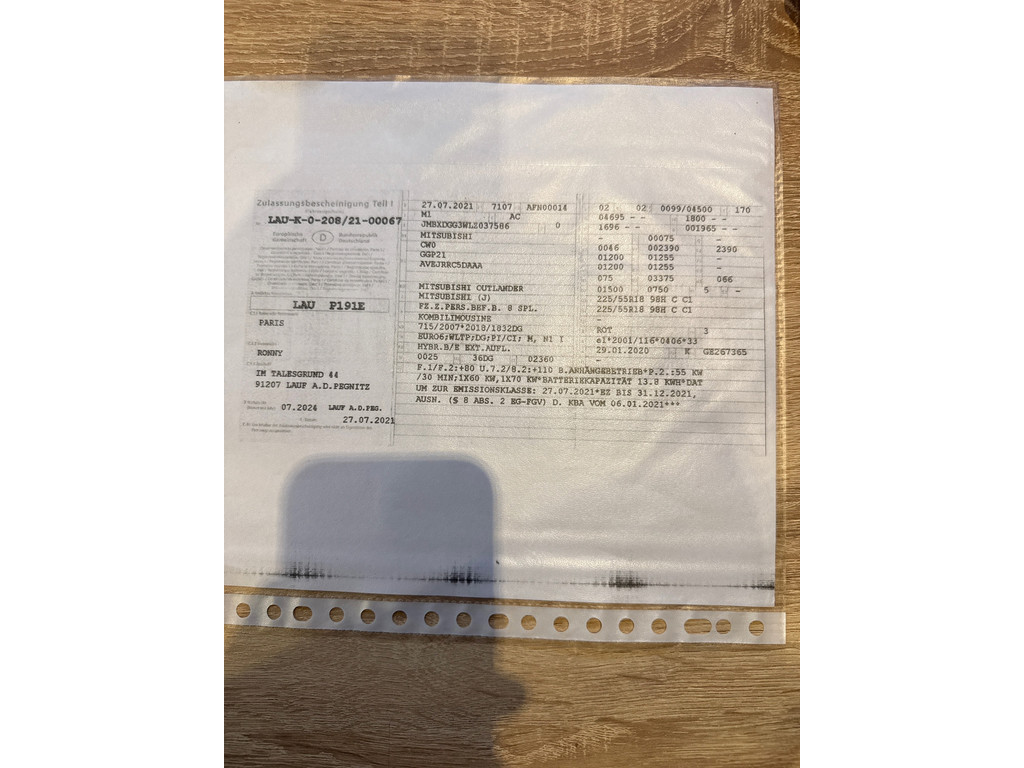 Zulassungsbescheinigung Teil I
LAU-K-0-208/21-00067
Europäische Gemeinschaft D Bundesrepublik Deutschland
LAU P191E
PARIS
RONNY
IM TALESGRUND 44
91207 LAUF A.D.PEGNITZ
07.2024 LAUF A.D.PEG.
27.07.2021
27.07.2021 7107 AFN00014
M1 AC
JMBXDGG3WLZ037586 0
MITSUBISHI
CW0
GGP21
AVEJRRC5DAAA
MITSUBISHI OUTLANDER
MITSUBISHI (J)
FZ.Z.PERS.BEF.B. 8 SPL.
KOMBILIMOUSINE
715/2007*2018/1832DG
EURO6;WLTP;DG;PI/CI; M, N1 I
HYBR.B/E EXT.AUFL.
0025 36DG 02360
02 02 0099/04500 170
04695 - - 1800 - -
1696 - - 001965 - -
- 00075 -
0046 002390 2390
01200 01255 -
01200 01255 -
075 03375 066
01500 0750 5 -
225/55R18 98H C C1
225/55R18 98H C C1
-
ROT 3
e1*2001/116*0406*33
29.01.2020 K GE267365
F.1/F.2:+80 U.7.2/8.2:+110 B.ANHÄNGEBETRIEB*P.2.:55 KW
/30 MIN;1X60 KW,1X70 KW*BATTERIEKAPAZITÄT 13.8 KWH*DAT
UM ZUR EMISSIONSKLASSE: 27.07.2021*EZ BIS 31.12.2021,
AUSN. (§ 8 ABS. 2 EG-FGV) D. KBA VOM 06.01.2021***